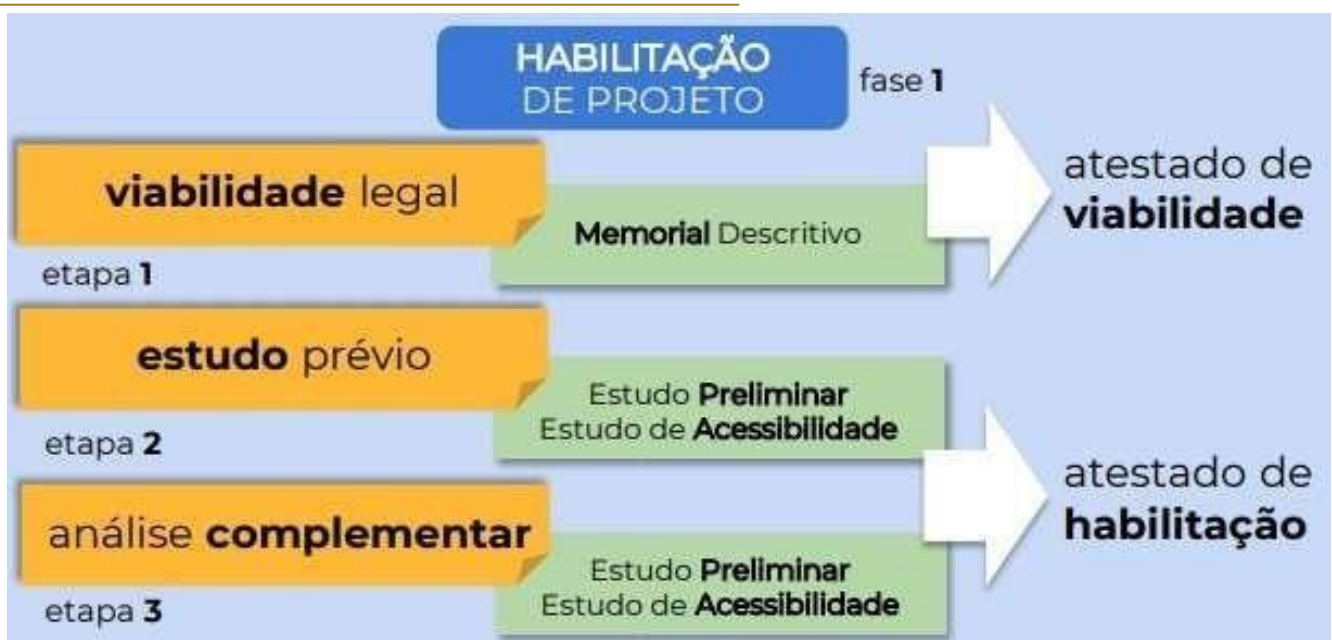 HABILITAÇÃO
DE PROJETO
fase 1
viabilidade legal
etapa 1
Memorial Descritivo
atestado de
viabilidade
estudo prévio
etapa 2
Estudo Preliminar
Estudo de Acessibilidade
análise complementar
etapa 3
Estudo Preliminar
Estudo de Acessibilidade
atestado de
habilitação